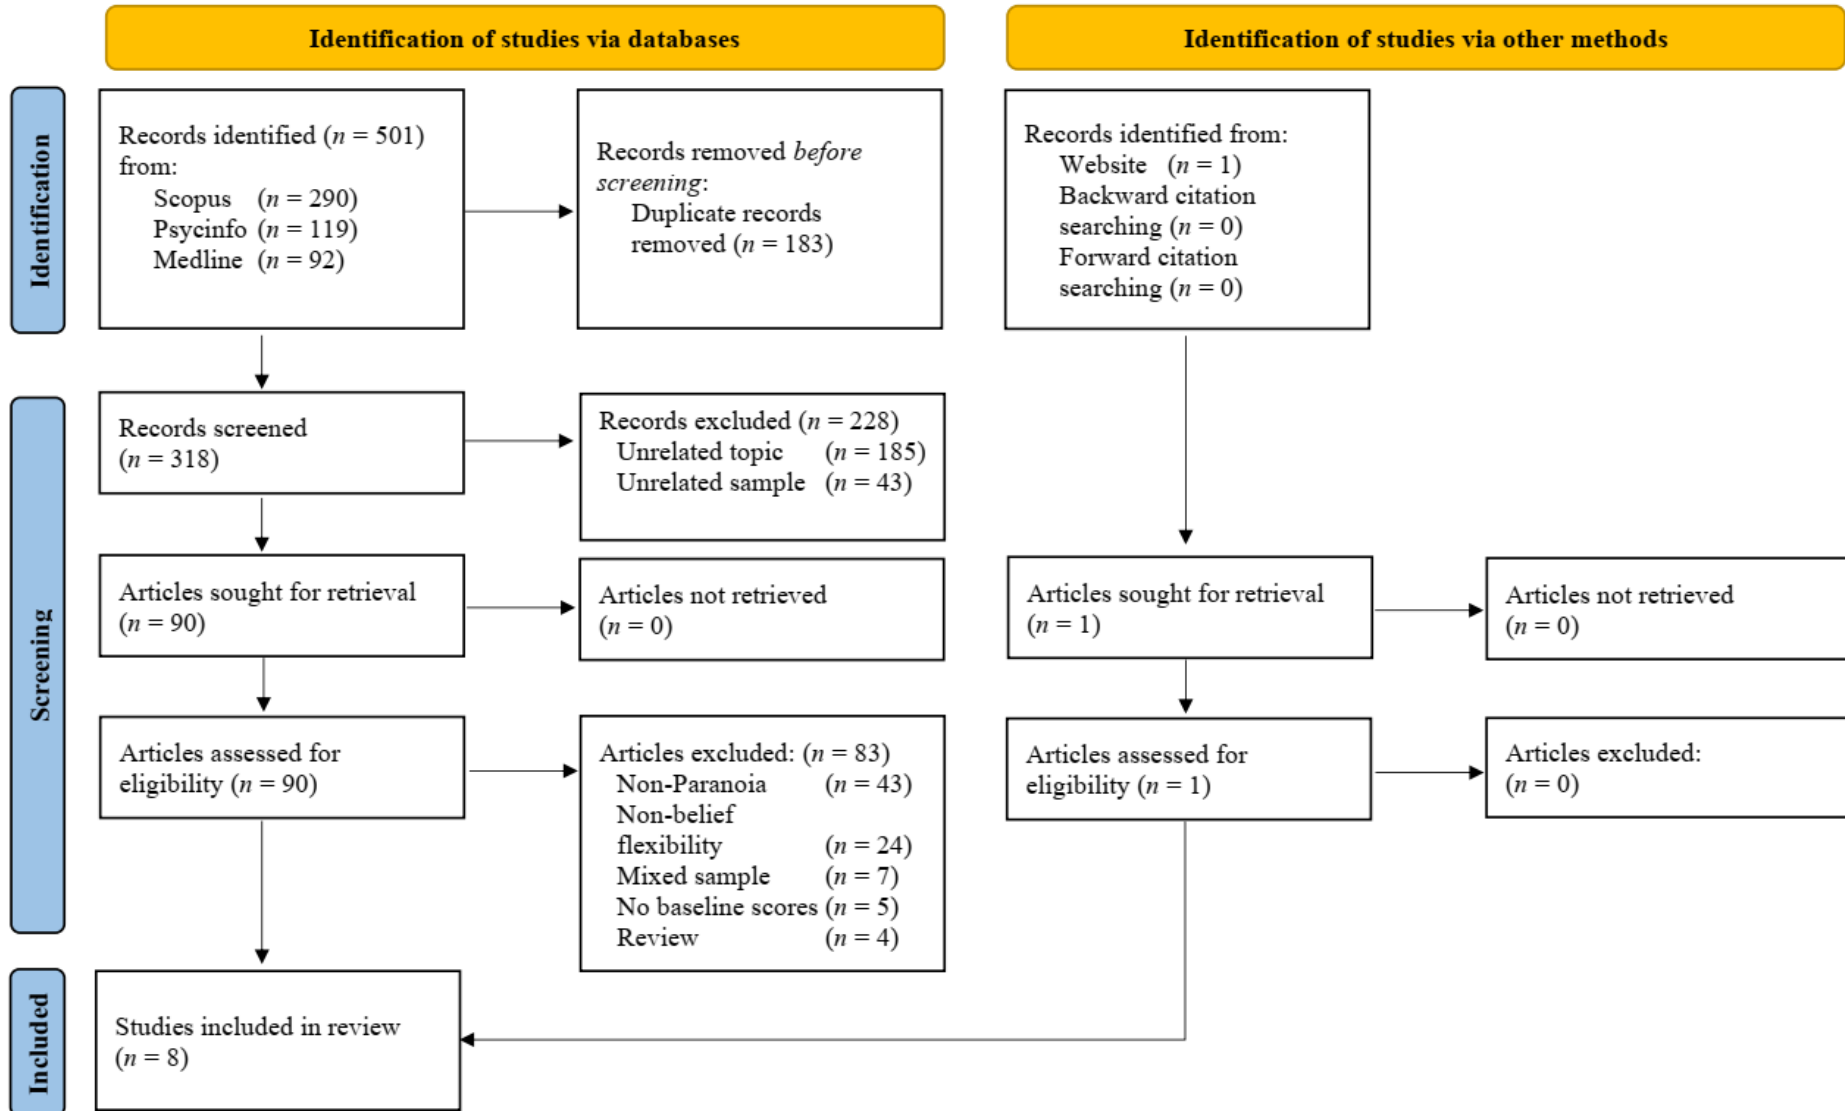 Identification of studies via databases
Identification of studies via other methods
Identification
Records identified (n = 501)
from:
Scopus (n = 290)
Psycinfo (n = 119)
Medline (n = 92)
Records removed before
screening:
Duplicate records
removed (n = 183)
Records identified from:
Website (n = 1)
Backward citation
searching (n = 0)
Forward citation
searching (n = 0)
Screening
Records screened
(n = 318)
Records excluded (n = 228)
Unrelated topic (n = 185)
Unrelated sample (n = 43)
Articles sought for retrieval
(n = 90)
Articles not retrieved
(n = 0)
Articles sought for retrieval
(n = 1)
Articles not retrieved
(n = 0)
Articles assessed for
eligibility (n = 90)
Articles excluded: (n = 83)
Non-Paranoia (n = 43)
Non-belief
flexibility (n = 24)
Mixed sample (n = 7)
No baseline scores (n = 5)
Review (n = 4)
Articles assessed for
eligibility (n = 1)
Articles excluded:
(n = 0)
Included
Studies included in review
(n = 8)